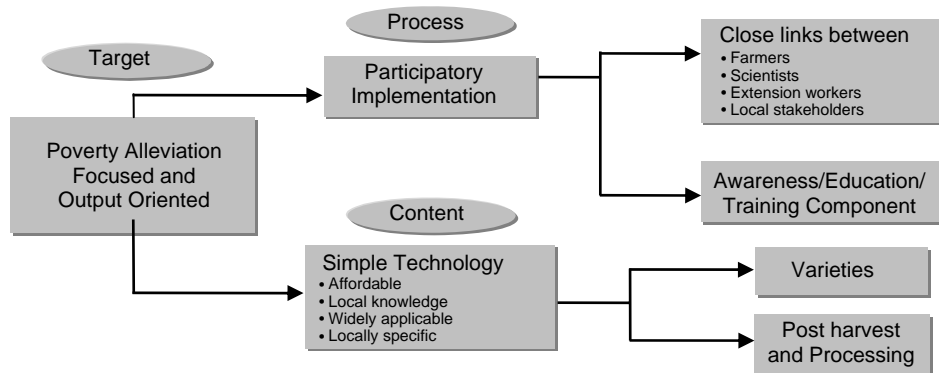 Target
Poverty Alleviation
Focused and
Output Oriented
Process
Participatory
Implementation
Close links between
• Farmers
• Scientists
• Extension workers
• Local stakeholders
Awareness/Education/
Training Component
Content
Simple Technology
• Affordable
• Local knowledge
• Widely applicable
• Locally specific
Varieties
Post harvest
and Processing